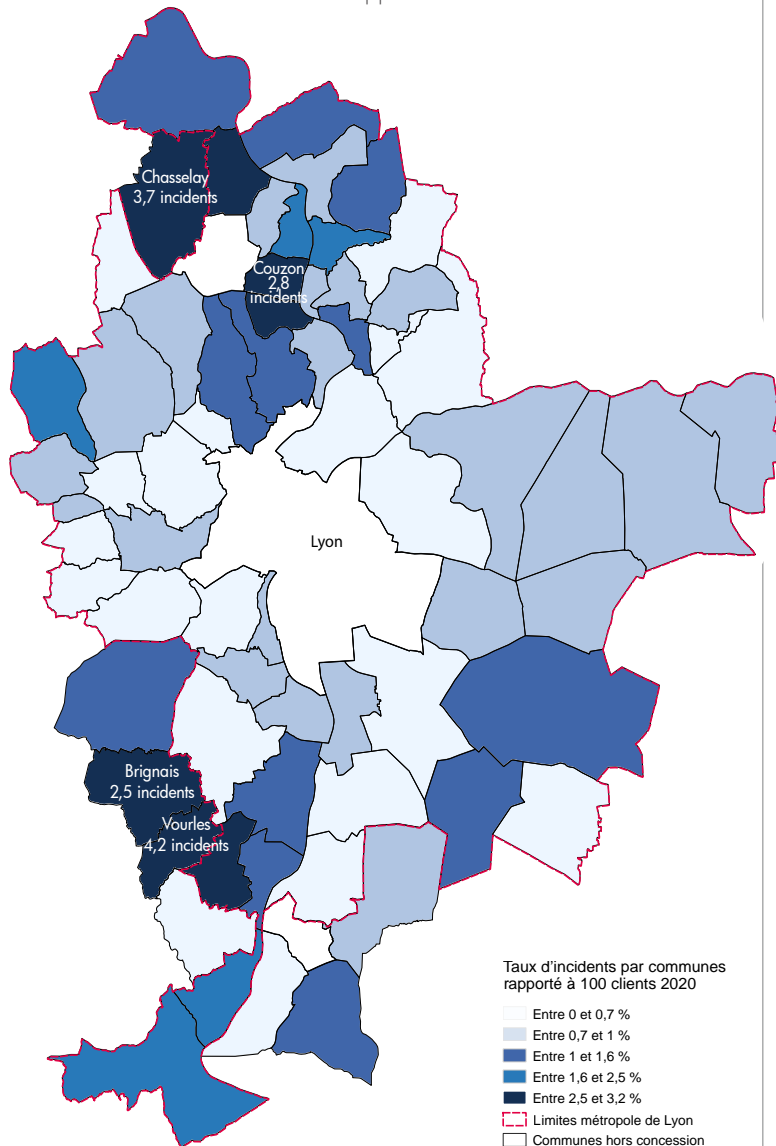 Chasselay
3,7 incidents
Couzon
2,8
incidents
Lyon
Brignais
2,5 incidents
Vourles
4,2 incidents
Taux d’incidents par communes
rapporté à 100 clients 2020
Entre 0 et 0,7 %
Entre 0,7 et 1 %
Entre 1 et 1,6 %
Entre 1,6 et 2,5 %
Entre 2,5 et 3,2 %
Limites métropole de Lyon
Communes hors concession